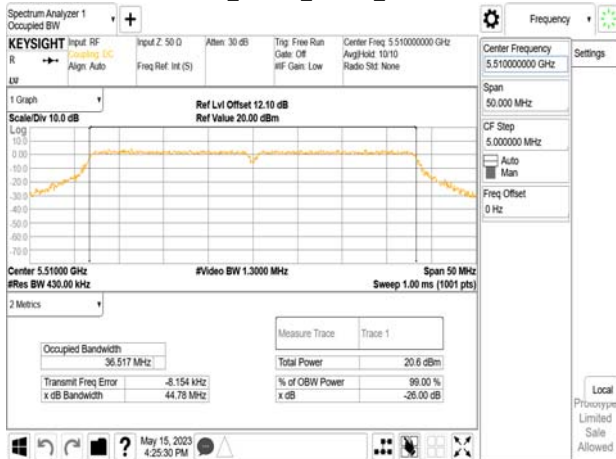 Spectrum Analyzer 1
Occupied BW
Frequency
KEYSIGHT Input: RF
Coupling: DC
Align: Auto
Input Z: 50 Ω
Freq Ref: Int (S)
Atten: 30 dB
Trig: Free Run
Gate: Off
#IF Gain: Low
Center Freq: 5.510000000 GHz
Avg|Hold: 10/10
Radio Std: None
R
LXI
Center Frequency
5.510000000 GHz
Settings
Span
50.000 MHz
CF Step
5.000000 MHz
Auto
Man
Freq Offset
0 Hz
1 Graph
Ref Lvl Offset 12.10 dB
Scale/Div 10.0 dB
Ref Value 20.00 dBm
Log
10.0
0.00
-10.0
-20.0
-30.0
-40.0
-50.0
-60.0
-70.0
Center 5.51000 GHz
#Video BW 1.3000 MHz
Span 50 MHz
#Res BW 430.00 kHz
Sweep 1.00 ms (1001 pts)
2 Metrics
Measure Trace Trace 1
Occupied Bandwidth
36.517 MHz
Total Power 20.6 dBm
Transmit Freq Error -8.154 kHz
% of OBW Power 99.00 %
x dB Bandwidth 44.78 MHz
x dB -26.00 dB
Local
Prototype
Limited
Sale
Allowed
May 15, 2023
4:25:30 PM